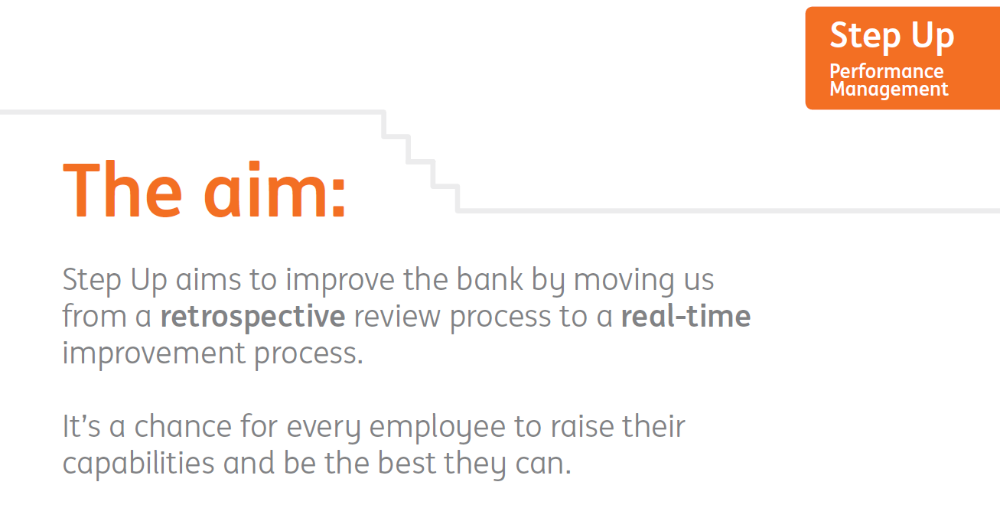 Step Up
Performance
Management
The aim:
Step Up aims to improve the bank by moving us
from a retrospective review process to a real-time
improvement process.
It’s a chance for every employee to raise their
capabilities and be the best they can.